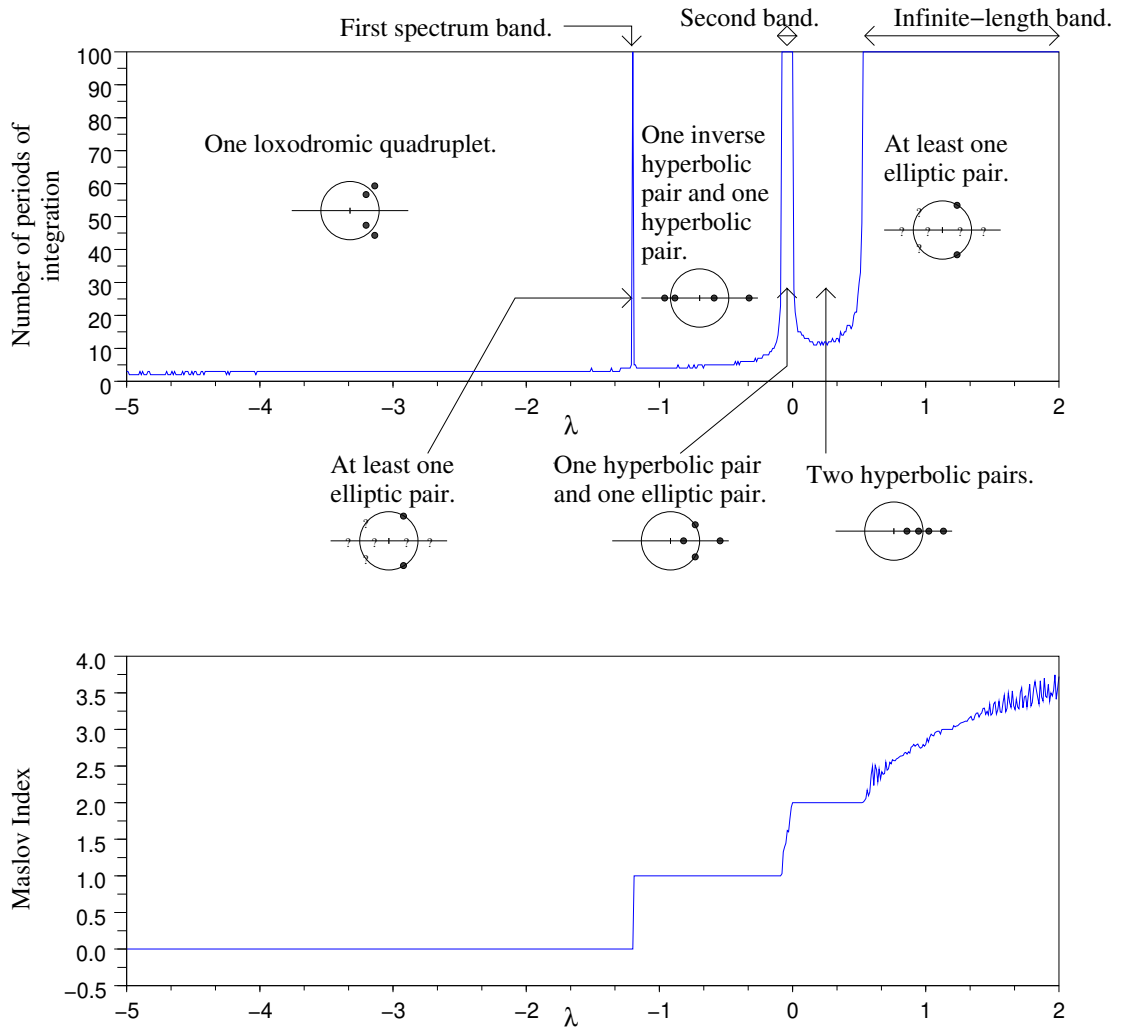 First spectrum band.
Second band.
Infinite−length band.
Number of periods of
integration
100
90
80
70
60
50
40
30
20
10
0
One loxodromic quadruplet.
One inverse
hyperbolic
pair and one
hyperbolic
pair.
At least one
elliptic pair.
?
? ? ? ?
?
−5 −4 −3 −2 −1 0 1 2
λ
At least one
elliptic pair.
?
? ? ? ?
?
One hyperbolic pair
and one elliptic pair.
Two hyperbolic pairs.
Maslov Index
4.0
3.5
3.0
2.5
2.0
1.5
1.0
0.5
0.0
−0.5
−5 −4 −3 −2 −1 0 1 2
λ